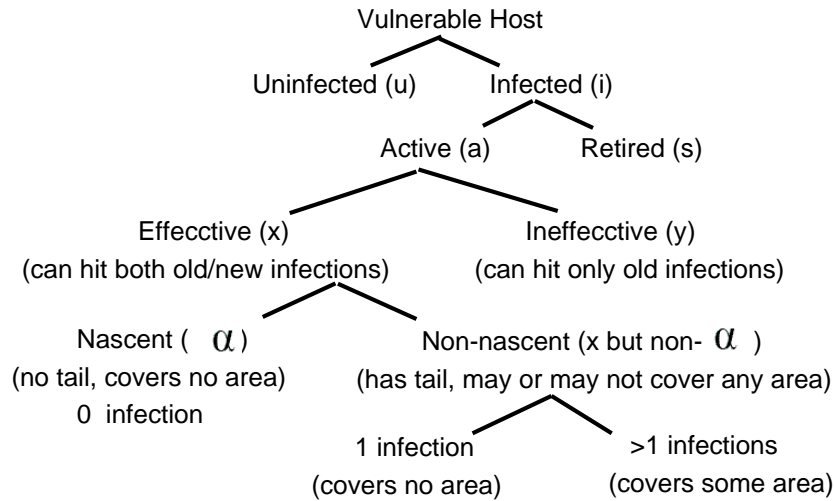 Vulnerable Host
Uninfected (u) Infected (i)
Active (a) Retired (s)
Effecctive (x) Ineffecctive (y)
(can hit both old/new infections) (can hit only old infections)
Nascent ( α ) Non-nascent (x but non- α )
(no tail, covers no area) (has tail, may or may not cover any area)
0 infection
1 infection >1 infections
(covers no area) (covers some area)